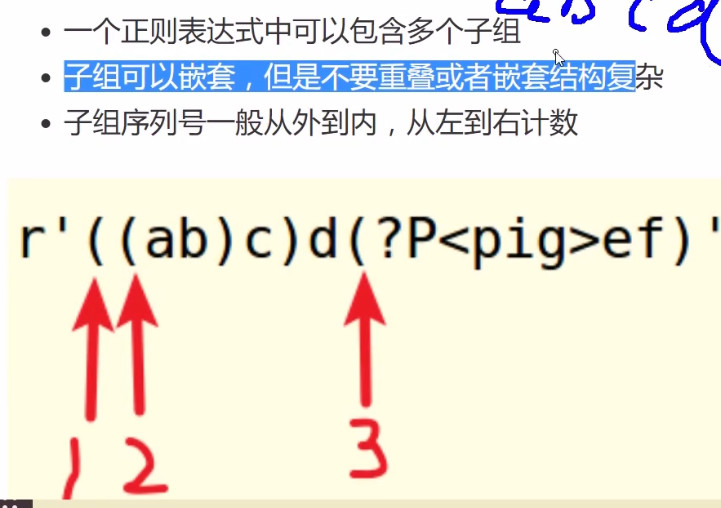 一个正则表达式中可以包含多个子组
子组可以嵌套，但是不要重叠或者嵌套结构复杂
子组序列号一般从外到内，从左到右计数
r'((ab)c)d(?P<pig>ef)'
1 2 3